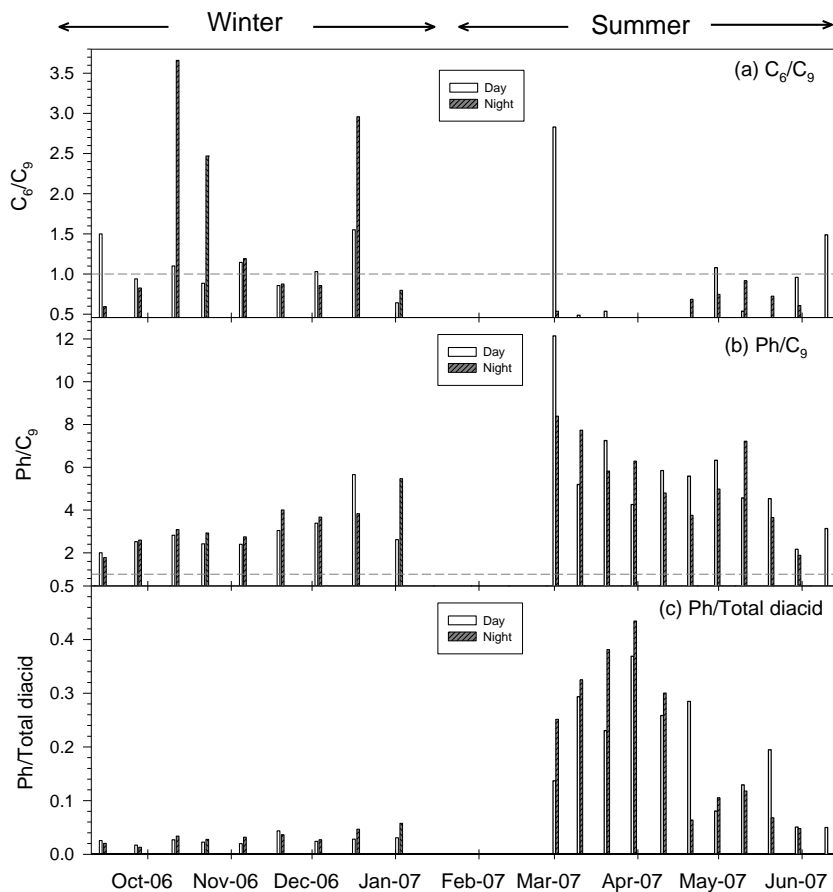 Winter Summer
(a) C₆/C₉
Day
Night
C₆/C₉
3.5
3.0
2.5
2.0
1.5
1.0
0.5
(b) Ph/C₉
Day
Night
Ph/C₉
12
10
8
6
4
2
0.5
(c) Ph/Total diacid
Day
Night
Ph/Total diacid
0.4
0.3
0.2
0.1
0.0
Oct-06 Nov-06 Dec-06 Jan-07 Feb-07 Mar-07 Apr-07 May-07 Jun-07